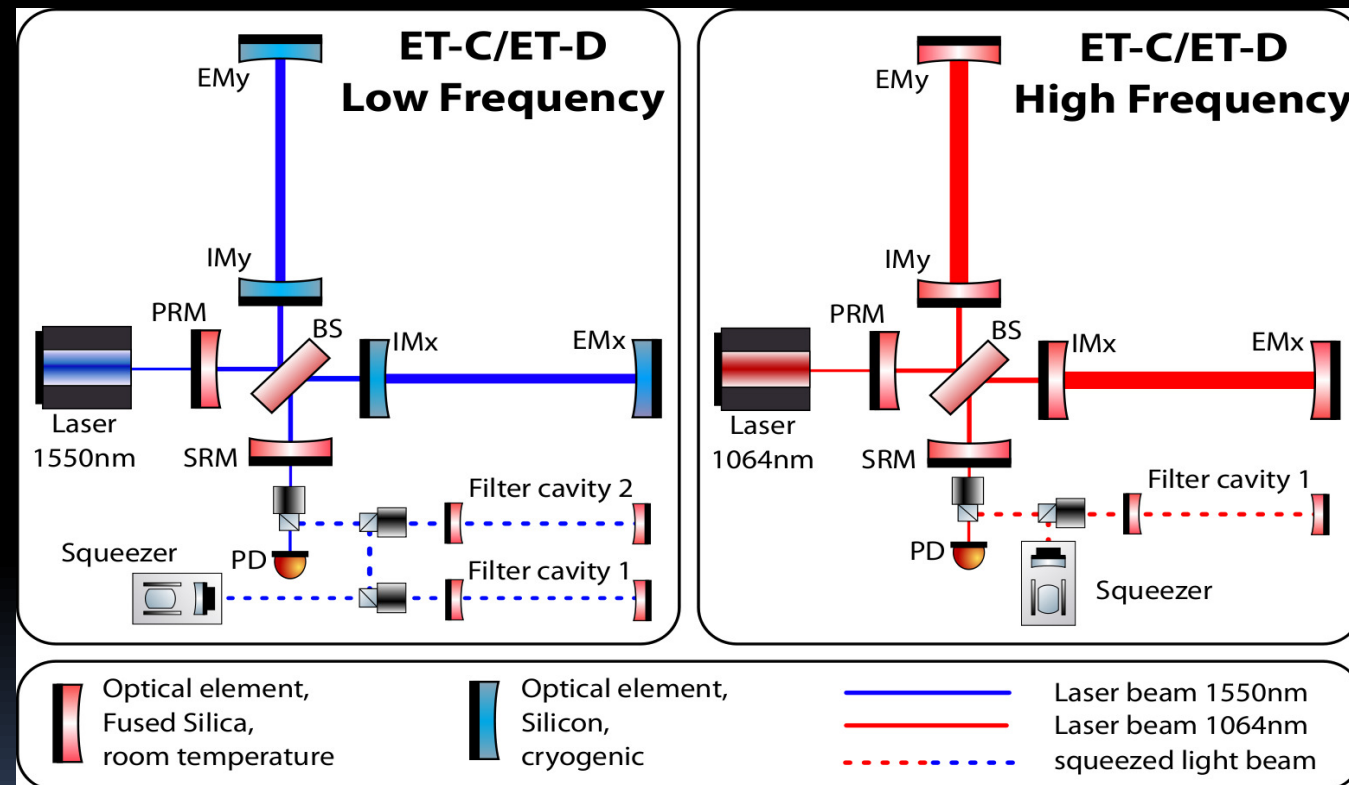 ET-C/ET-D
Low Frequency
EMy
IMy
PRM
BS
IMx
EMx
Laser
1550nm
SRM
Filter cavity 2
Squeezer
PD
Filter cavity 1
ET-C/ET-D
High Frequency
EMy
IMy
PRM
BS
IMx
EMx
Laser
1064nm
SRM
Filter cavity 1
PD
Squeezer
Optical element,
Fused Silica,
room temperature
Optical element,
Silicon,
cryogenic
Laser beam 1550nm
Laser beam 1064nm
squeezed light beam